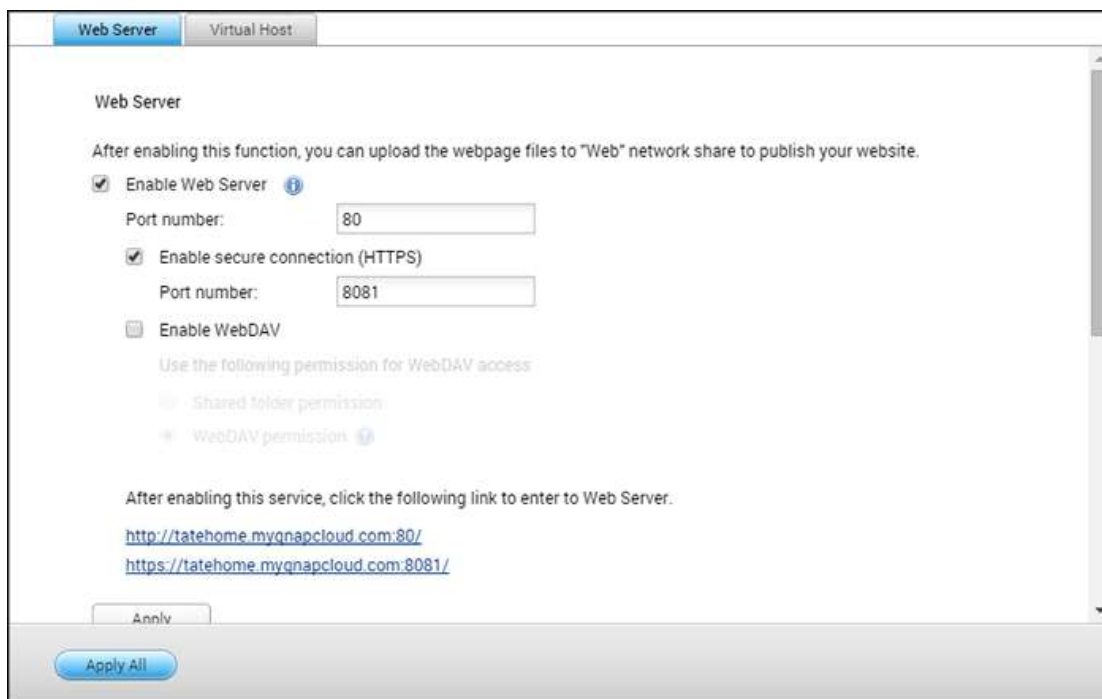 Web Server
Virtual Host
Web Server
After enabling this function, you can upload the webpage files to "Web" network share to publish your website.
Enable Web Server
Port number: 80
Enable secure connection (HTTPS)
Port number: 8081
Enable WebDAV
Use the following permission for WebDAV access
Shared folder permission
WebDAV permission
After enabling this service, click the following link to enter to Web Server.
http://tatehome.myqnapcloud.com:80/
https://tatehome.myqnapcloud.com:8081/
Apply
Apply All